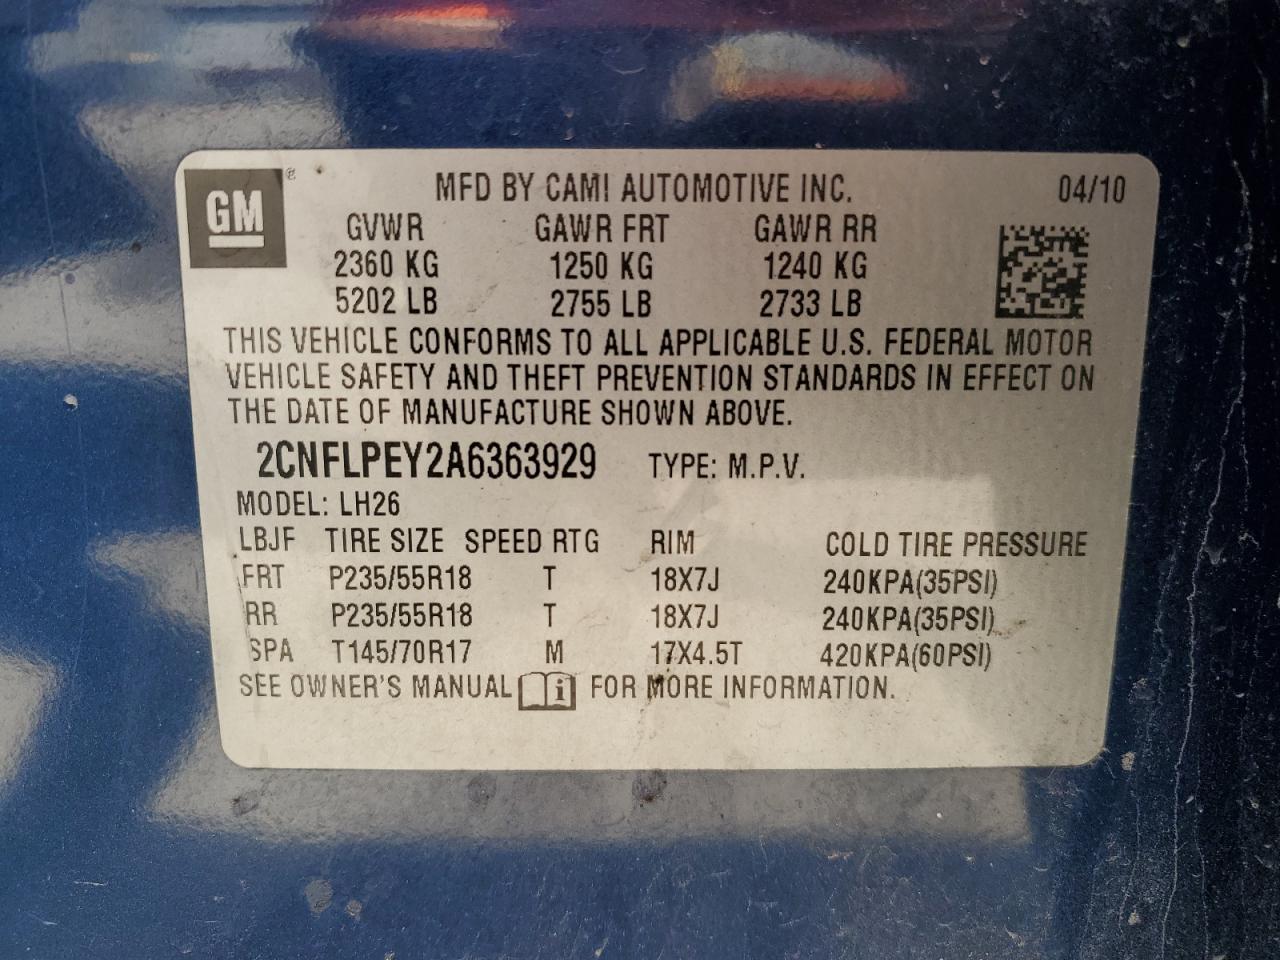 GM ® MFD BY CAMI AUTOMOTIVE INC. 04/10
GVWR GAWR FRT GAWR RR
2360 KG 1250 KG 1240 KG
5202 LB 2755 LB 2733 LB
THIS VEHICLE CONFORMS TO ALL APPLICABLE U.S. FEDERAL MOTOR
VEHICLE SAFETY AND THEFT PREVENTION STANDARDS IN EFFECT ON
THE DATE OF MANUFACTURE SHOWN ABOVE.
2CNFLPEY2A6363929 TYPE: M.P.V.
MODEL: LH26
LBJF TIRE SIZE SPEED RTG RIM COLD TIRE PRESSURE
FRT P235/55R18 T 18X7J 240KPA(35PSI)
RR P235/55R18 T 18X7J 240KPA(35PSI)
SPA T145/70R17 M 17X4.5T 420KPA(60PSI)
SEE OWNER'S MANUAL i FOR MORE INFORMATION.